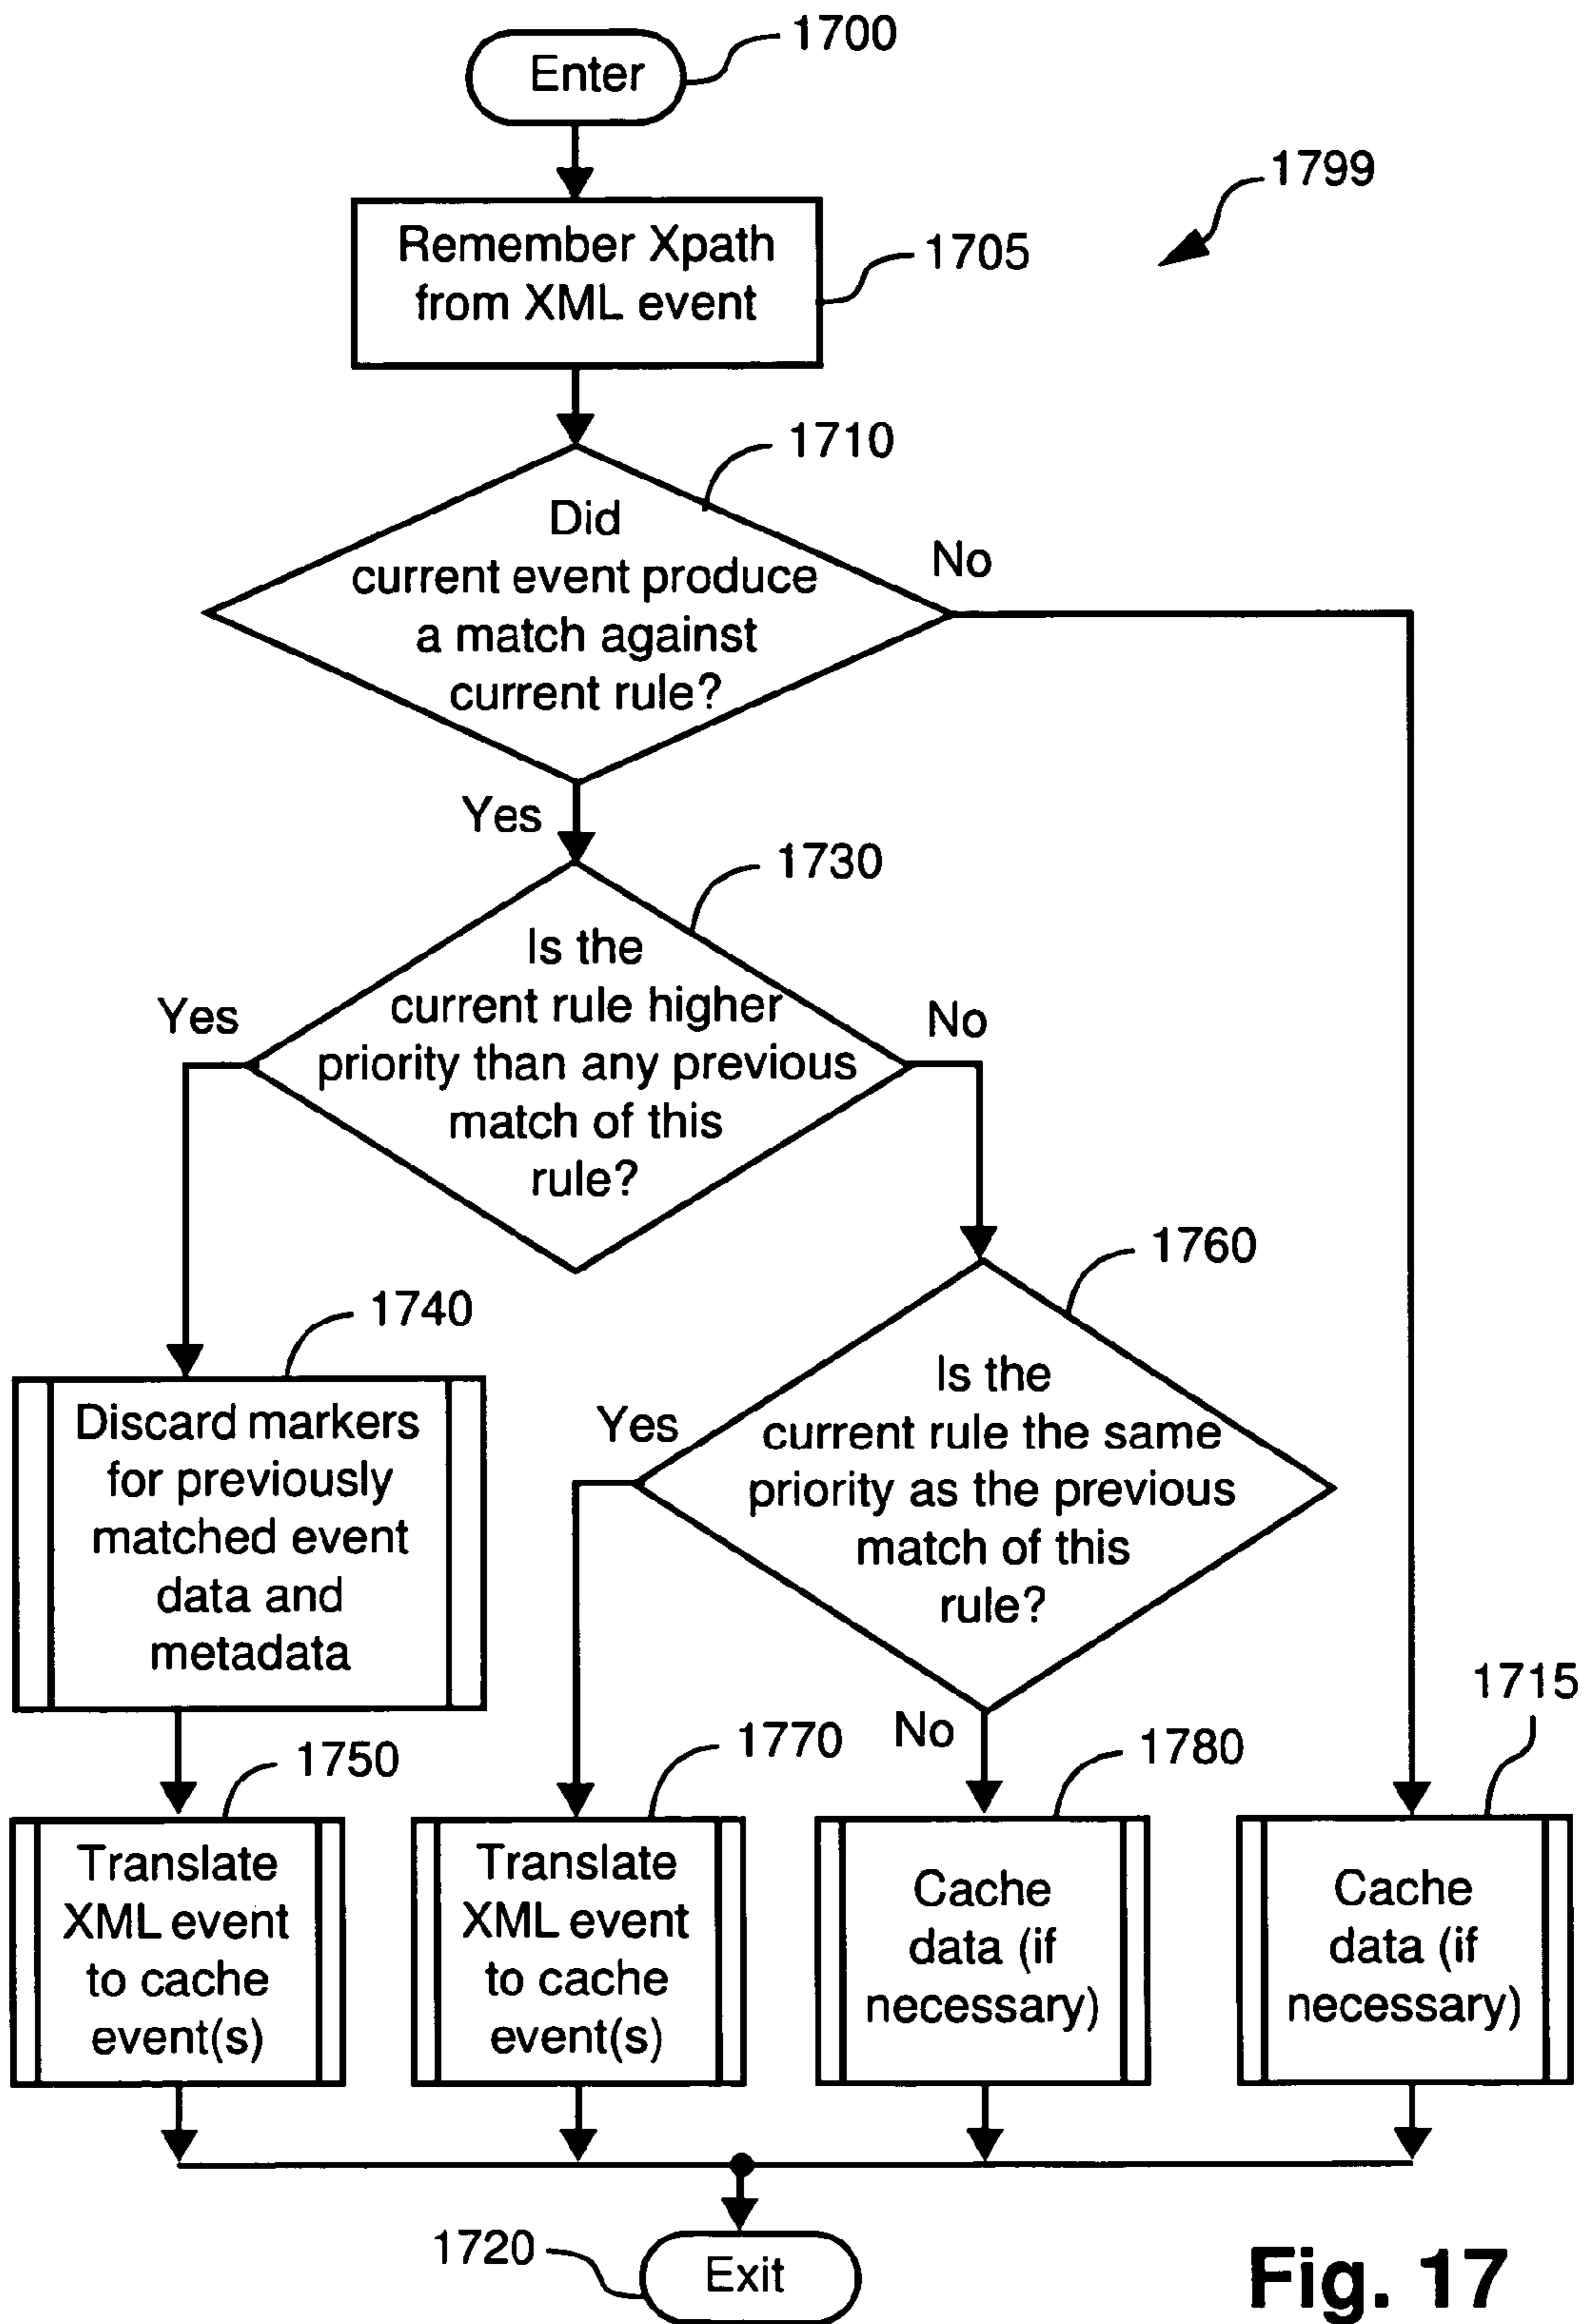 1700
Enter
1799
Remember Xpath
from XML event
1705
1710
Did
current event produce
a match against
current rule?
No
Yes
1730
Is the
current rule higher
priority than any previous
match of this
rule?
Yes
No
1760
1740
Discard markers
for previously
matched event
data and
metadata
Is the
current rule the same
priority as the previous
match of this
rule?
Yes
No
1715
1750
1770
1780
Translate
XML event
to cache
event(s)
Translate
XML event
to cache
event(s)
Cache
data (if
necessary)
Cache
data (if
necessary)
1720
Exit
Fig. 17